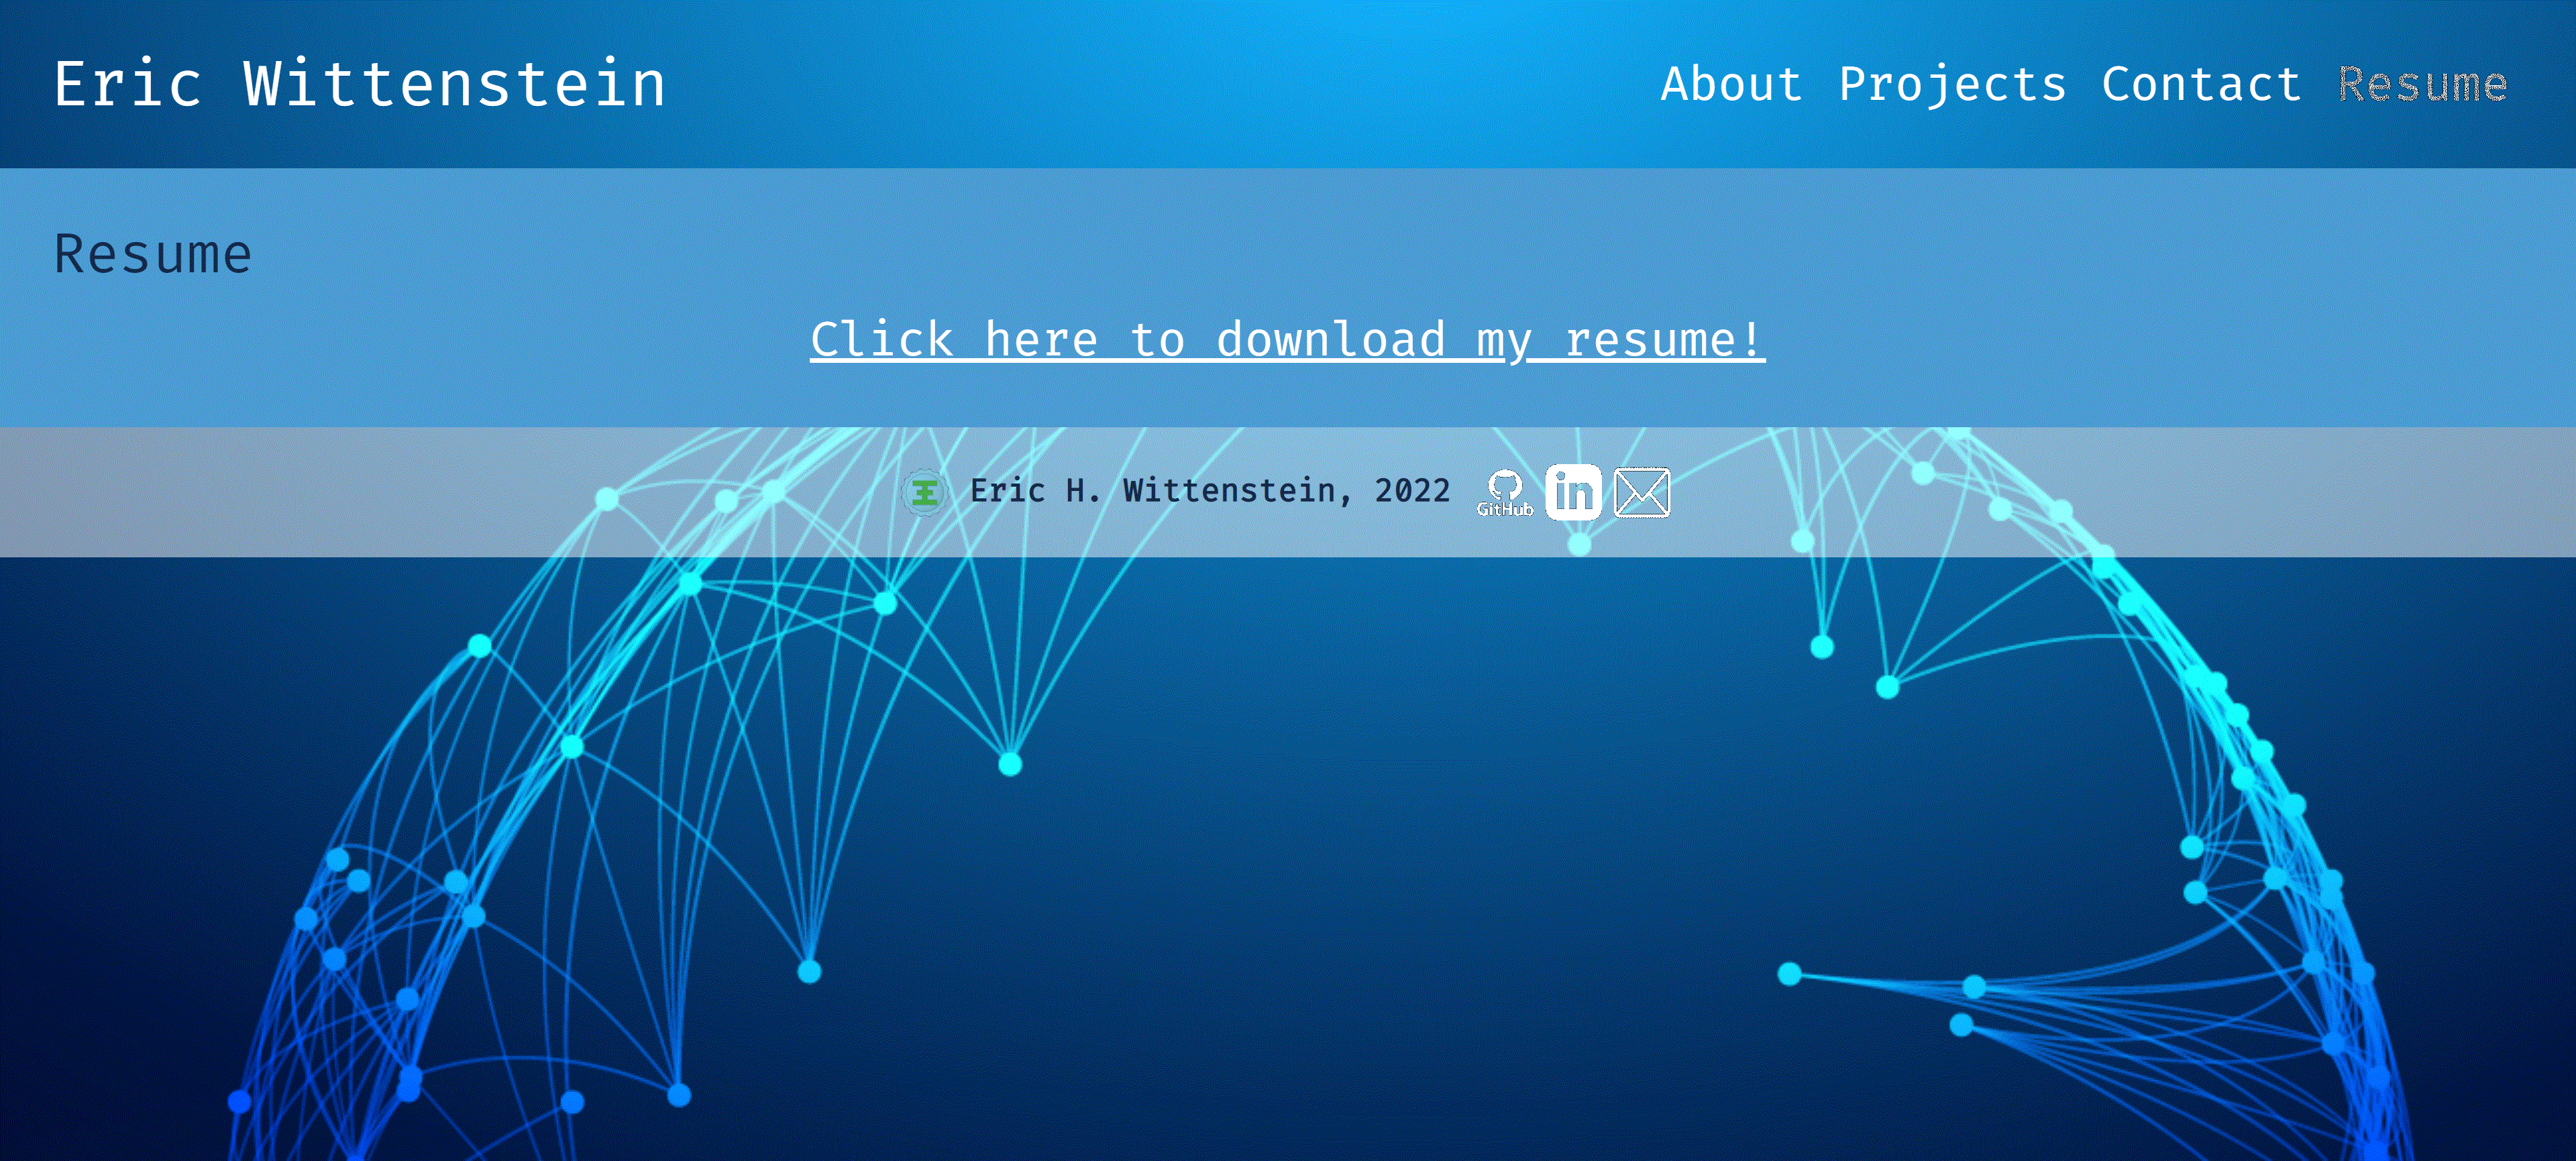 Eric Wittenstein
About Projects Contact Resume
Resume
Click here to download my resume!
Eric H. Wittenstein, 2022
GitHub
in